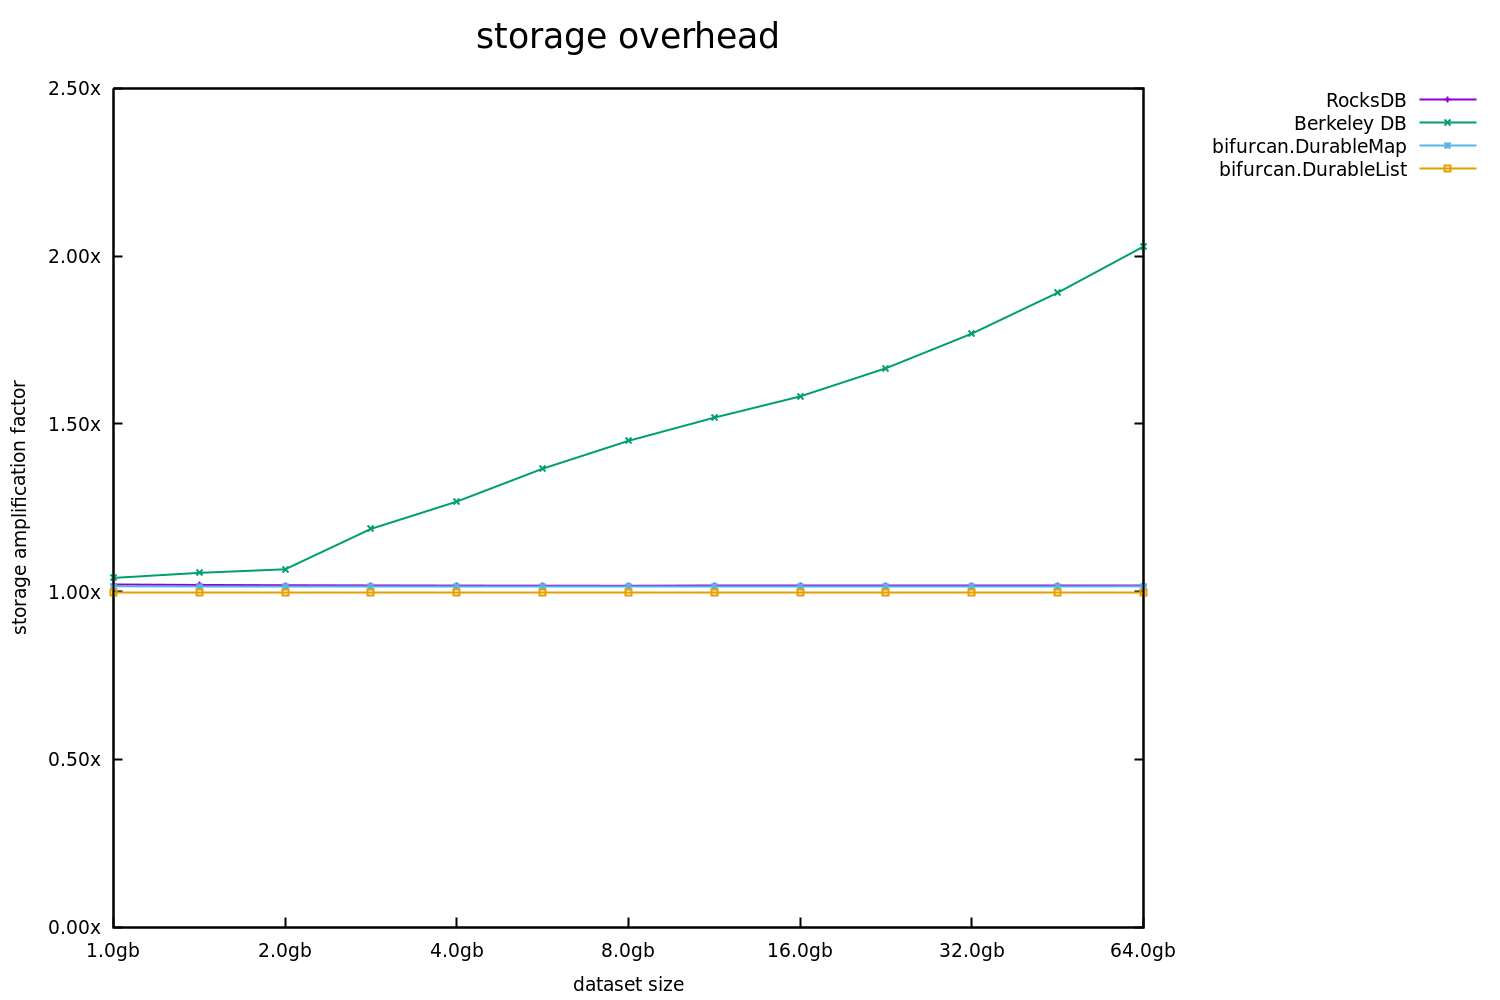 storage overhead
RocksDB
Berkeley DB
bifurcan.DurableMap
bifurcan.DurableList
2.50x
2.00x
1.50x
1.00x
0.50x
0.00x
storage amplification factor
1.0gb 2.0gb 4.0gb 8.0gb 16.0gb 32.0gb 64.0gb
dataset size